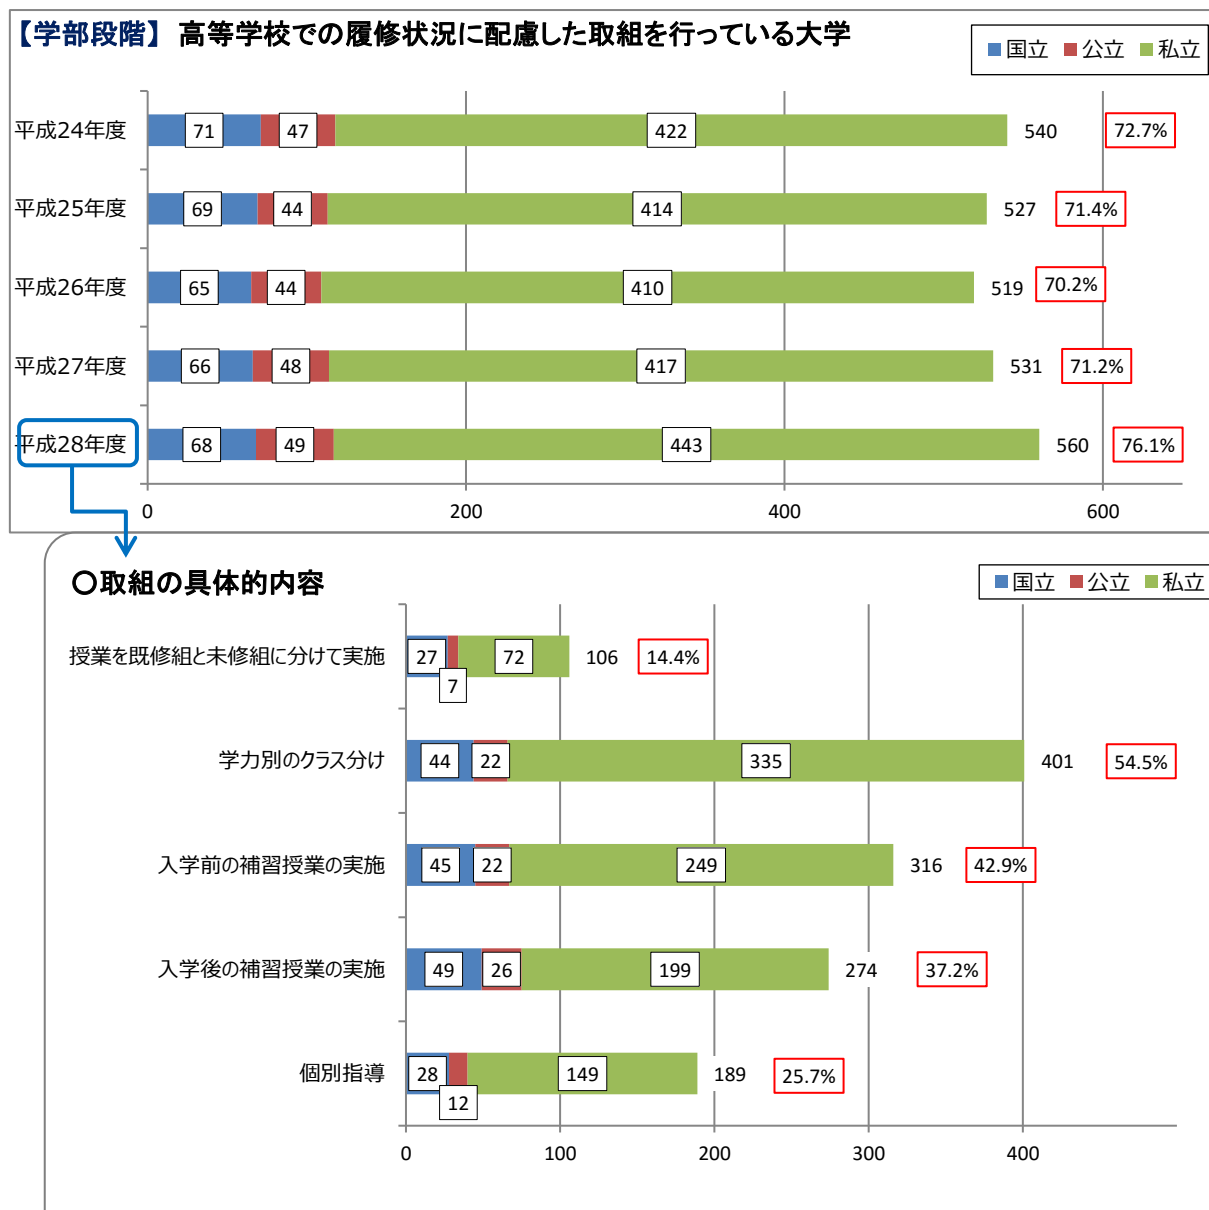 【学部段階】 高等学校での履修状況に配慮した取組を行っている大学
国立 公立 私立
平成24年度 71 47 422 540 72.7%
平成25年度 69 44 414 527 71.4%
平成26年度 65 44 410 519 70.2%
平成27年度 66 48 417 531 71.2%
平成28年度 68 49 443 560 76.1%
0 200 400 600
○取組の具体的内容
国立 公立 私立
授業を既修組と未修組に分けて実施 27 7 72 106 14.4%
学力別のクラス分け 44 22 335 401 54.5%
入学前の補習授業の実施 45 22 249 316 42.9%
入学後の補習授業の実施 49 26 199 274 37.2%
個別指導 28 12 149 189 25.7%
0 100 200 300 400